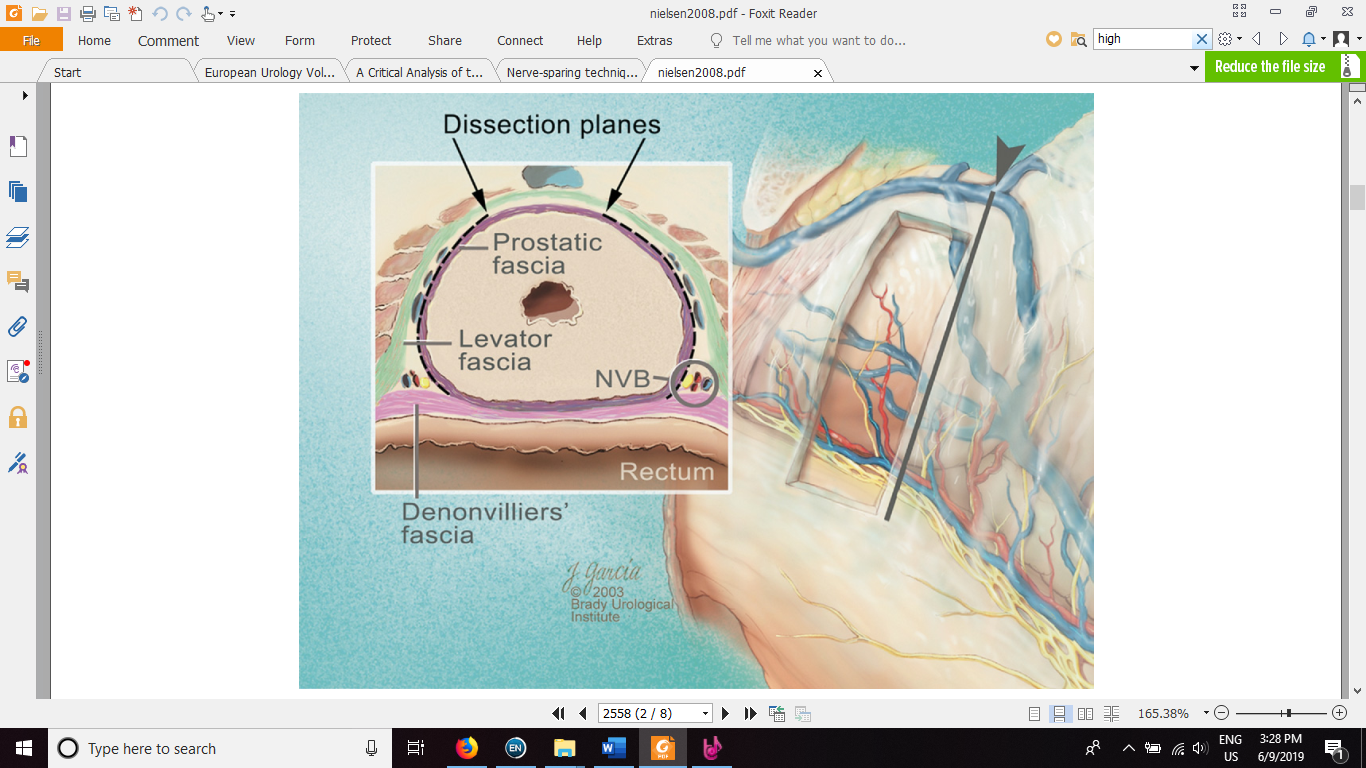 nielsen2008.pdf - Foxit Reader
File Home Comment View Form Protect Share Connect Help Extras Tell me what you want to do... high
Start European Urology Vol... A Critical Analysis of t... Nerve-sparing techniq... nielsen2008.pdf Reduce the file size
Dissection planes
Prostatic
fascia
Levator
fascia
NVB
Rectum
Denonvilliers’
fascia
J Garcia
© 2003
Brady Urological
Institute
2558 (2 / 8) 165.38%
Type here to search EN ENG 3:28 PM
US 6/9/2019 1